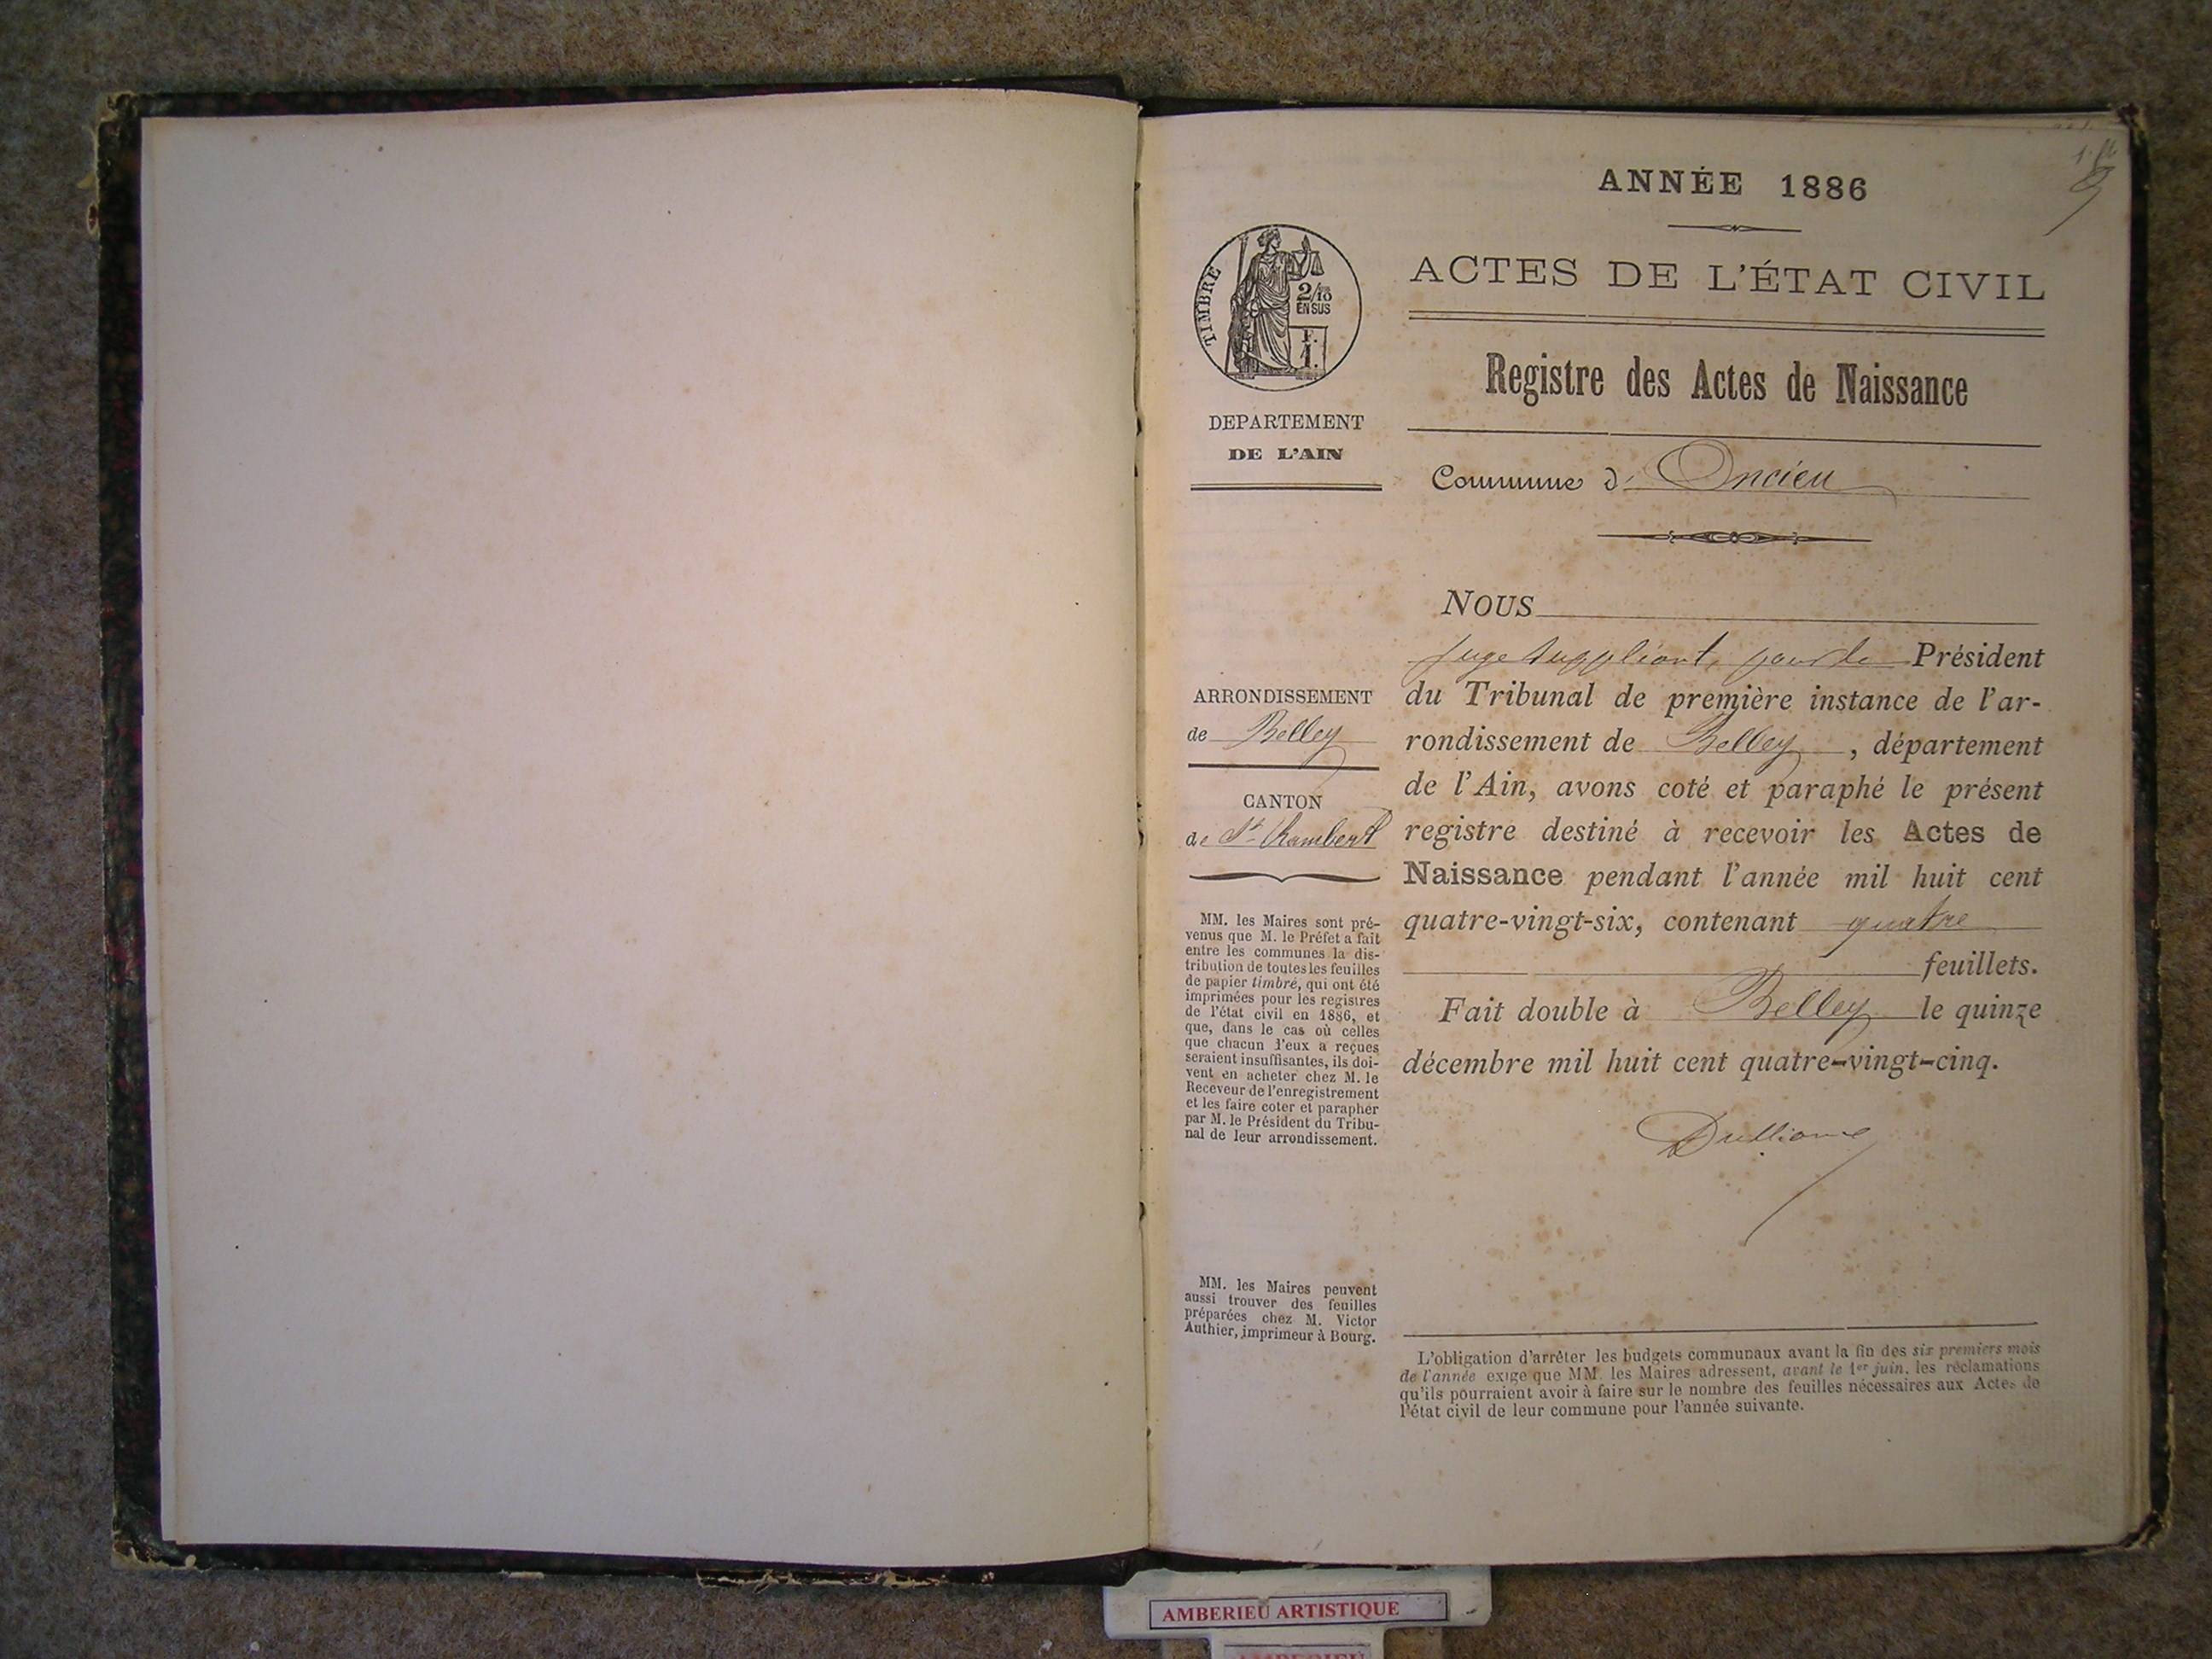 ANNÉE 1886
ACTES DE L'ÉTAT CIVIL
Registre des Actes de Naissance
Commune d' Oncieu
TIMBRE
2/10
EN SUS
F.
1.
DEPARTEMENT
DE L'AIN
ARRONDISSEMENT
de Belley
CANTON
de St Rambert
MM. les Maires sont pré-
venus que M. le Préfet a fait
entre les communes la dis-
tribution de toutes les feuilles
de papier timbré, qui ont été
imprimées pour les registres
de l'état civil en 1886, et
que, dans le cas où celles
que chacun d'eux a reçues
seraient insuffisantes, ils doi-
vent en acheter chez M. le
Receveur de l'enregistrement
et les faire coter et parapher
par M. le Président du Tribu-
nal de leur arrondissement.
MM. les Maires peuvent
aussi trouver des feuilles
préparées chez M. Victor
Authier, imprimeur à Bourg.
NOUS
juge suppléant, pour le Président
du Tribunal de première instance de l'ar-
rondissement de Belley, département
de l'Ain, avons coté et paraphé le présent
registre destiné à recevoir les Actes de
Naissance pendant l'année mil huit cent
quatre-vingt-six, contenant quatre
feuillets.
Fait double à Belley le quinze
décembre mil huit cent quatre-vingt-cinq.
L'obligation d'arrêter les budgets communaux avant la fin des six premiers mois
de l'année exige que MM. les Maires adressent, avant le 1er juin, les réclamations
qu'ils pourraient avoir à faire sur le nombre des feuilles nécessaires aux Actes de
l'état civil de leur commune pour l'année suivante.
AMBERIEU ARTISTIQUE
AMBERIEU